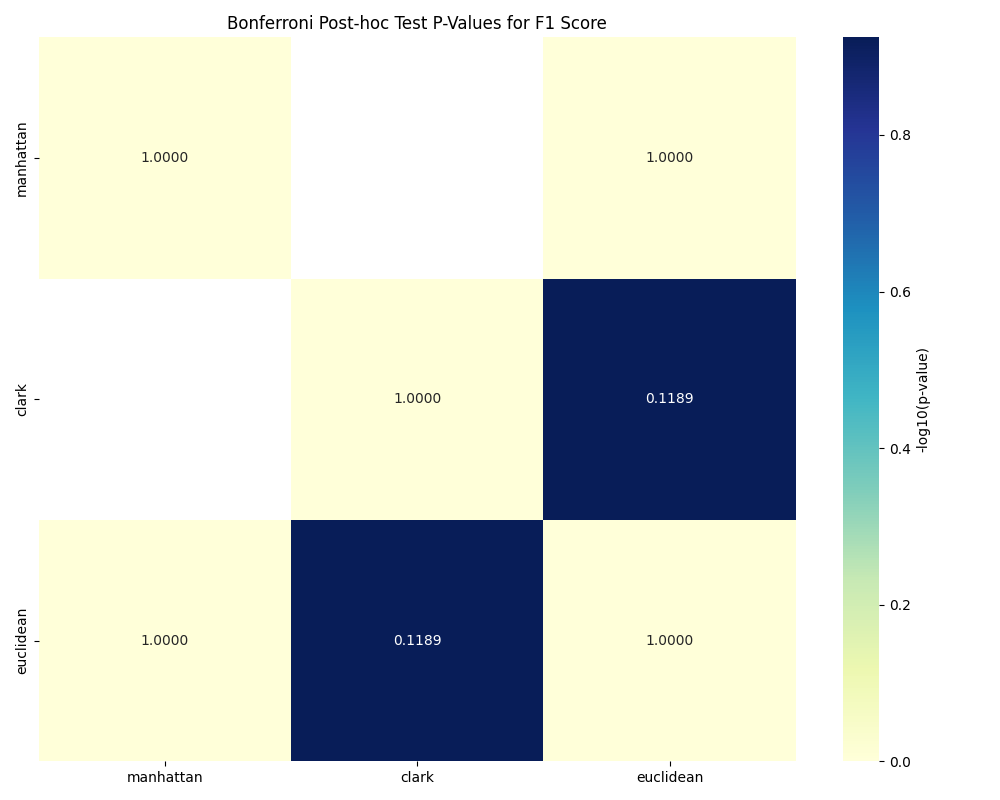 Bonferroni Post-hoc Test P-Values for F1 Score
manhattan
1.0000
1.0000
clark
1.0000
0.1189
euclidean
1.0000
0.1189
1.0000
manhattan
clark
euclidean
0.8
0.6
0.4
0.2
0.0
-log10(p-value)